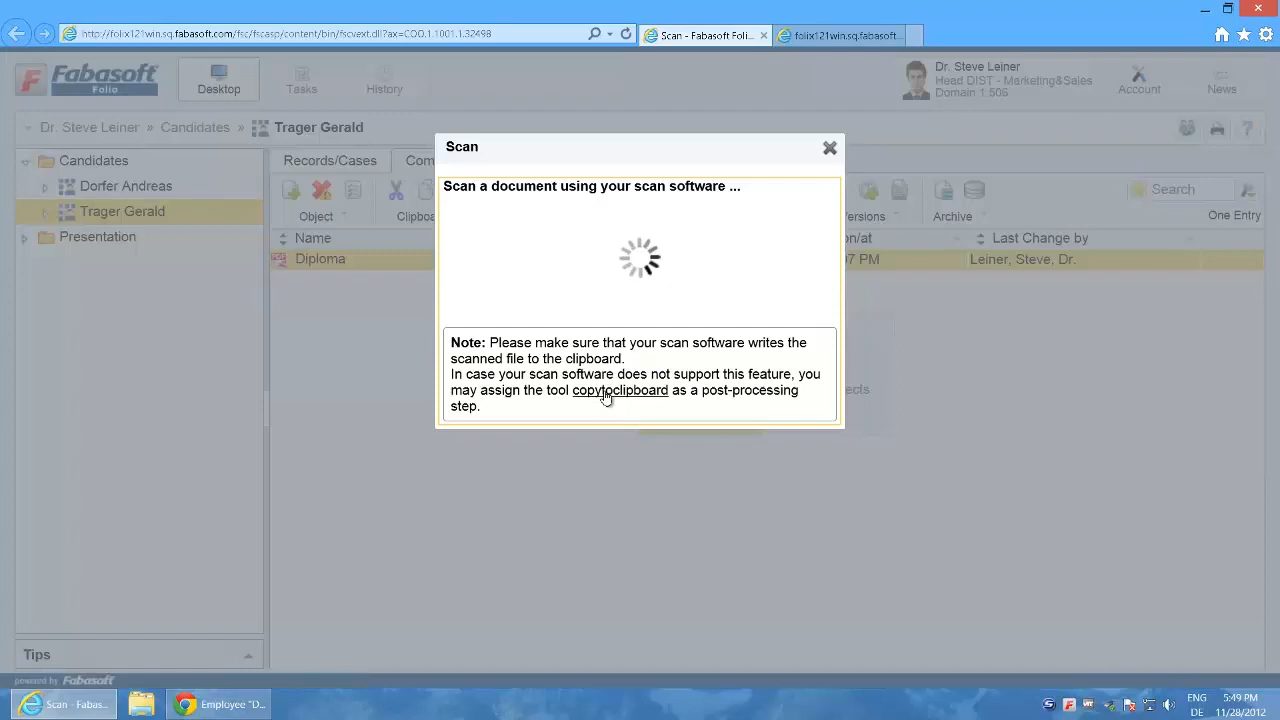 http://folix121win.sq.fabasoft.com/fsc/fscasp/content/bin/fscvext.dll?ax=COO.1.1001.1.32498
Scan - Fabasoft Foli...
folix121win.sq.fabasoft....
Fabasoft
Folio
Desktop
Tasks
History
Dr. Steve Leiner
Head DIST - Marketing&Sales
Domain 1.506
Account
News
Dr. Steve Leiner » Candidates » Trager Gerald
Candidates
Dorfer Andreas
Trager Gerald
Presentation
Records/Cases
Com
Object
Clipboa
ersions
Archive
Search
One Entry
Name
on/at
Last Change by
Diploma
07 PM
Leiner, Steve, Dr.
ects
Scan
Scan a document using your scan software ...
Note: Please make sure that your scan software writes the
scanned file to the clipboard.
In case your scan software does not support this feature, you
may assign the tool copytoclipboard as a post-processing
step.
Tips
powered by Fabasoft
Scan - Fabas...
Employee "D...
ENG
DE
5:49 PM
11/28/2012